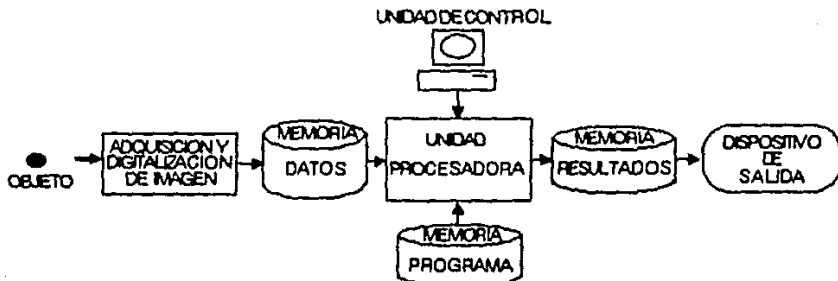 UNIDAD DE CONTROL
OBJETO
ADQUISICION Y
DIGITALIZACION
DE IMAGEN
MEMORIA
DATOS
UNIDAD
PROCESADORA
MEMORIA
RESULTADOS
DISPOSITIVO
DE
SALIDA
MEMORIA
PROGRAMA